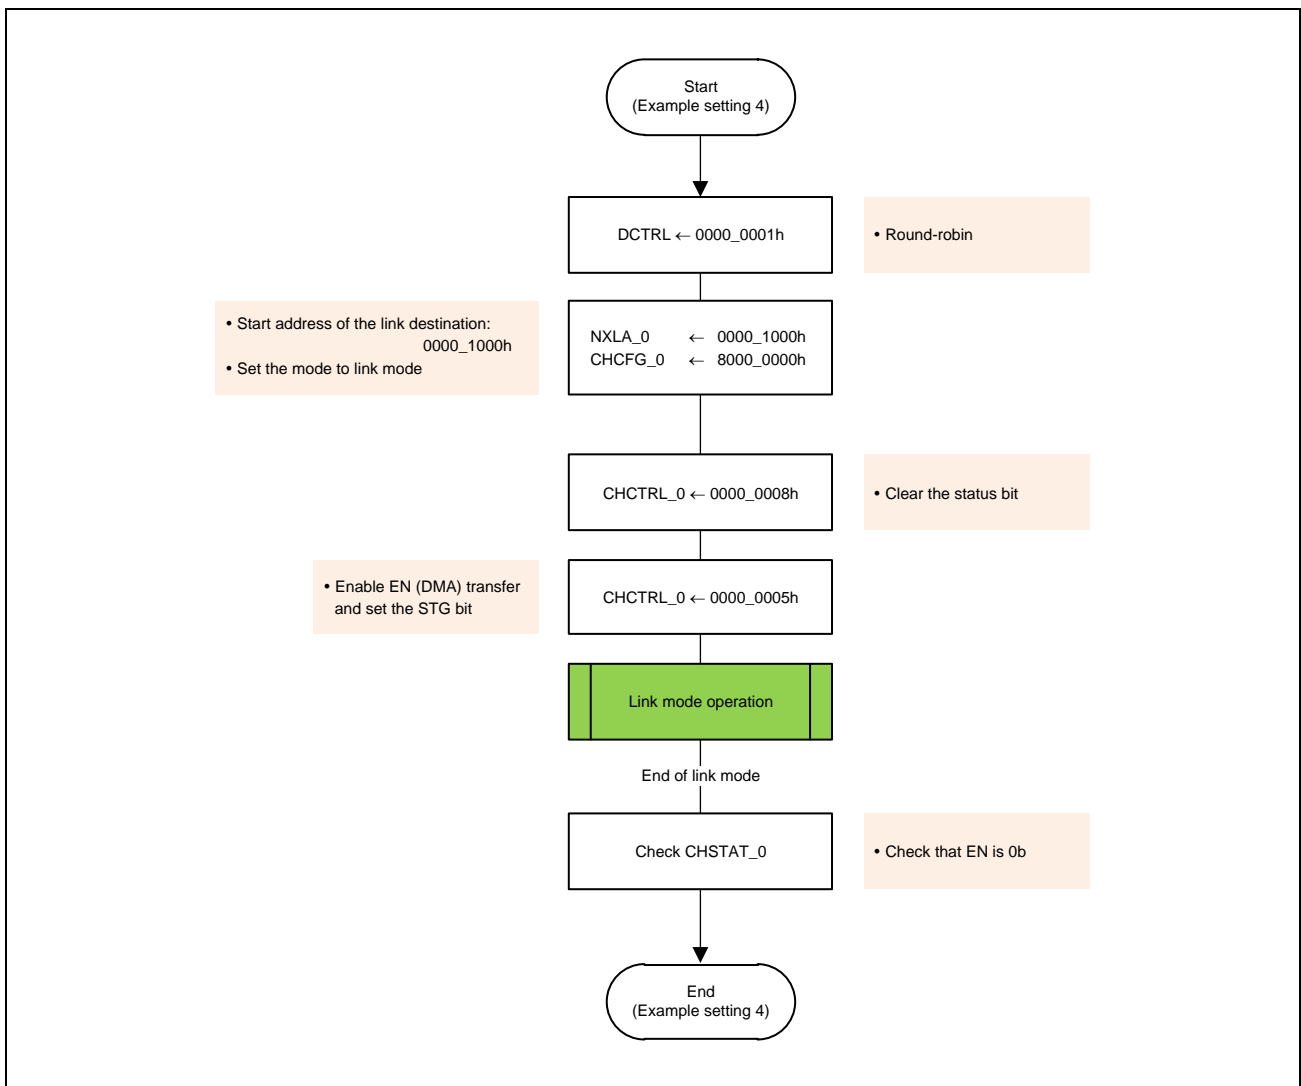 Start
(Example setting 4)
DCTRL ← 0000_0001h
• Round-robin
• Start address of the link destination:
0000_1000h
• Set the mode to link mode
NXLA_0 ← 0000_1000h
CHCFG_0 ← 8000_0000h
CHCTRL_0 ← 0000_0008h
• Clear the status bit
• Enable EN (DMA) transfer
and set the STG bit
CHCTRL_0 ← 0000_0005h
Link mode operation
End of link mode
Check CHSTAT_0
• Check that EN is 0b
End
(Example setting 4)